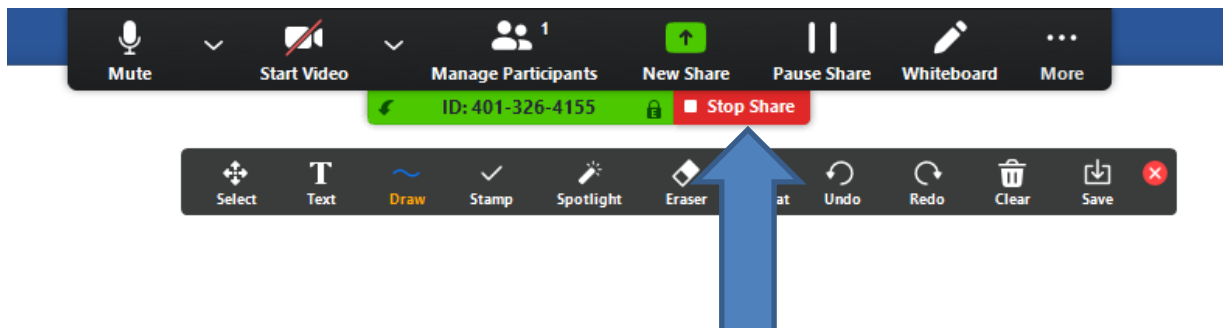 1
Mute Start Video Manage Participants New Share Pause Share Whiteboard More
ID: 401-326-4155 Stop Share
T
Select Text Draw Stamp Spotlight Eraser at Undo Redo Clear Save